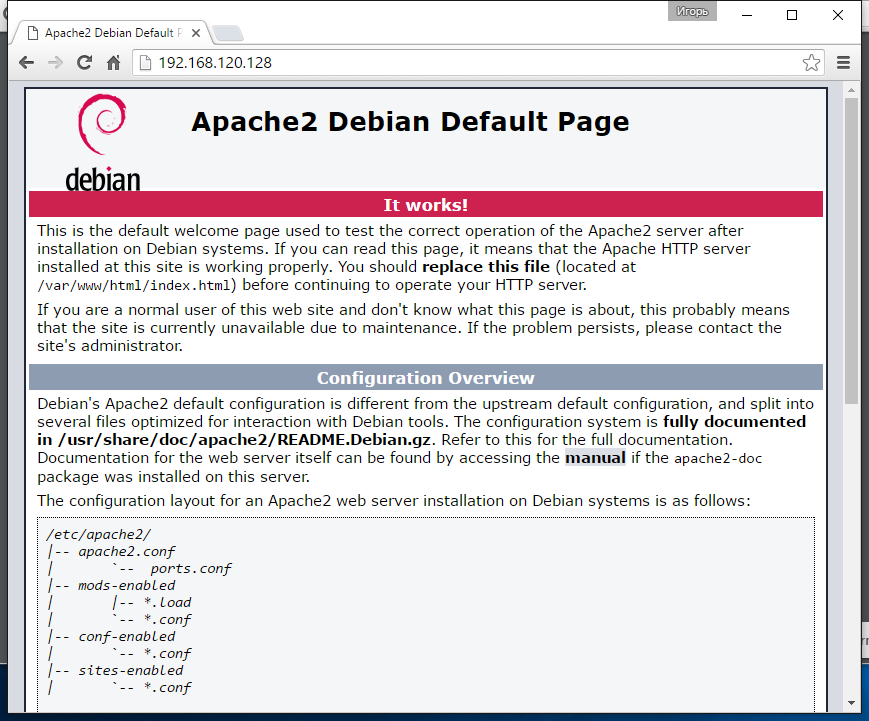 Игорь
Apache2 Debian Default P
192.168.120.128
debian
Apache2 Debian Default Page
It works!
This is the default welcome page used to test the correct operation of the Apache2 server after
installation on Debian systems. If you can read this page, it means that the Apache HTTP server
installed at this site is working properly. You should replace this file (located at
/var/www/html/index.html) before continuing to operate your HTTP server.
If you are a normal user of this web site and don't know what this page is about, this probably means
that the site is currently unavailable due to maintenance. If the problem persists, please contact the
site's administrator.
Configuration Overview
Debian's Apache2 default configuration is different from the upstream default configuration, and split into
several files optimized for interaction with Debian tools. The configuration system is fully documented
in /usr/share/doc/apache2/README.Debian.gz. Refer to this for the full documentation.
Documentation for the web server itself can be found by accessing the manual if the apache2-doc
package was installed on this server.
The configuration layout for an Apache2 web server installation on Debian systems is as follows:
/etc/apache2/
|-- apache2.conf
|       `--  ports.conf
|-- mods-enabled
|       |-- *.load
|       `-- *.conf
|-- conf-enabled
|       `-- *.conf
|-- sites-enabled
|       `-- *.conf